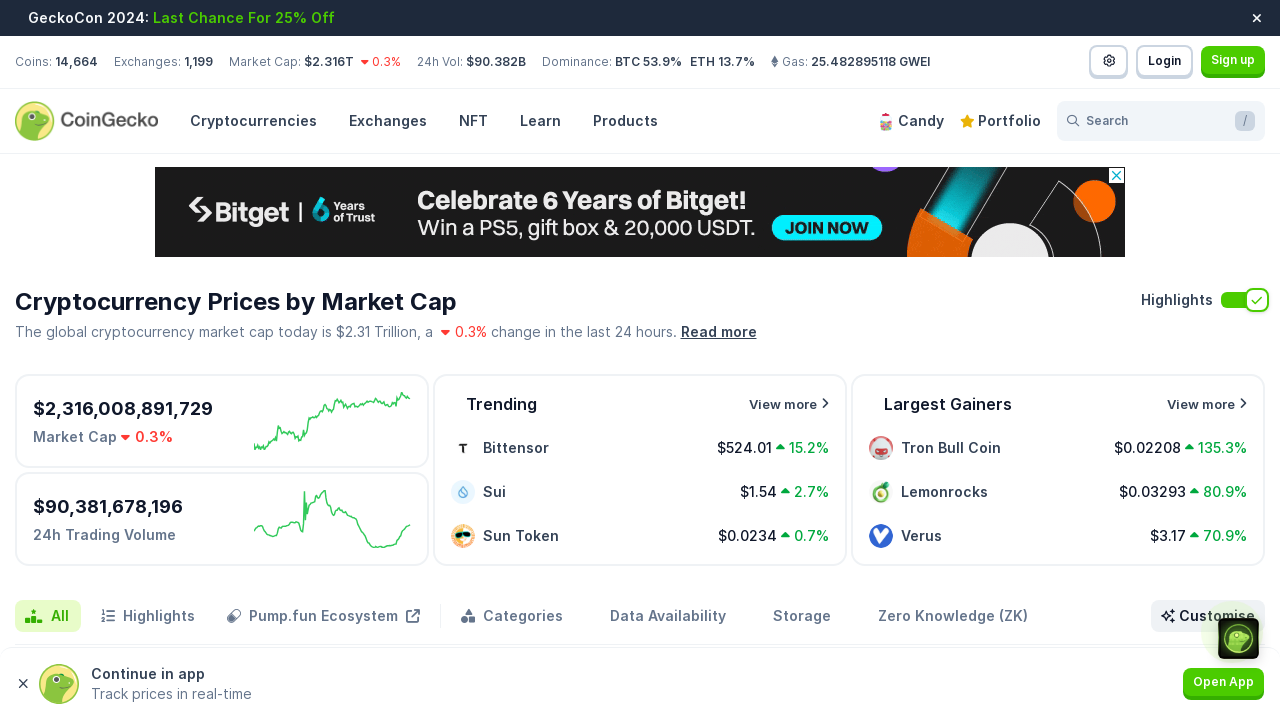 GeckoCon 2024: Last Chance For 25% Off
Coins: 14,664 Exchanges: 1,199 Market Cap: $2.316T 0.3% 24h Vol: $90.382B Dominance: BTC 53.9% ETH 13.7% Gas: 25.482895118 GWEI
Login
Sign up
CoinGecko
Cryptocurrencies Exchanges NFT Learn Products
Candy Portfolio Search /
Bitget | 6 Years of Trust
Celebrate 6 Years of Bitget!
Win a PS5, gift box & 20,000 USDT.
JOIN NOW
Cryptocurrency Prices by Market Cap
Highlights
The global cryptocurrency market cap today is $2.31 Trillion, a 0.3% change in the last 24 hours. Read more
$2,316,008,891,729
Market Cap 0.3%
$90,381,678,196
24h Trading Volume
Trending View more
Bittensor $524.01 15.2%
Sui $1.54 2.7%
Sun Token $0.0234 0.7%
Largest Gainers View more
Tron Bull Coin $0.02208 135.3%
Lemonrocks $0.03293 80.9%
Verus $3.17 70.9%
All Highlights Pump.fun Ecosystem Categories Data Availability Storage Zero Knowledge (ZK) Customise
Continue in app
Track prices in real-time
Open App